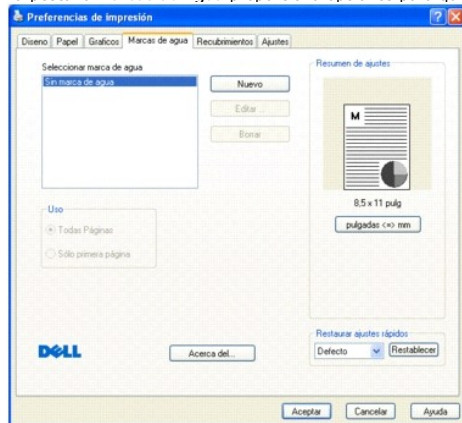 Preferencias de impresión
Diseno Papel Graficos Marcas de agua Recubrimientos Ajustes
Seleccionar marca de agua
Sin marca de agua
Nuevo
Editar ...
Borrar
Uso
Todas Páginas
Sólo primera página
Resumen de ajustes
M
8,5 x 11 pulg
pulgadas <=> mm
Restaurar ajustes rápidos
Defecto
Restablecer
DELL
Acerca del...
Aceptar Cancelar Ayuda